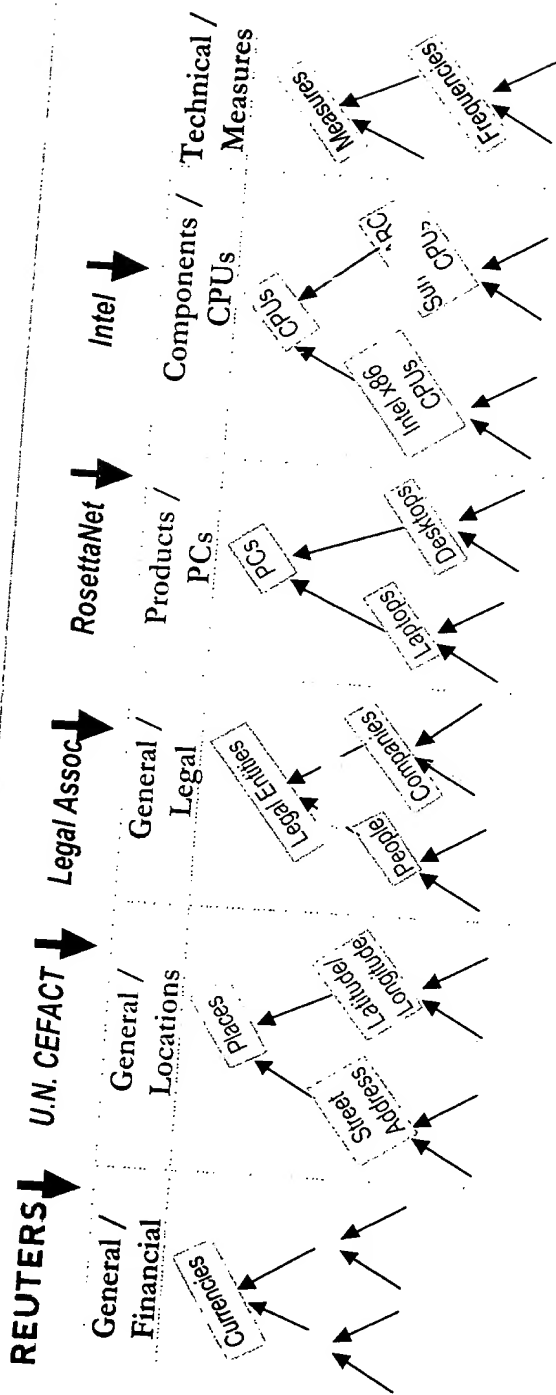 REUTERS
U.N. CEFACT
Legal Assoc
RosettaNet
Intel
General /
Financial
General /
Locations
General /
Legal
Products /
PCs
Components /
CPUs
Technical /
Measures
Currencies
Places
Street
Address
Latitude/
Longitude
Legal Entities
People
Companies
PCs
Laptops
Desktops
CPUs
Intel x86
CPUs
Sun
CPUs
Measures
Frequencies